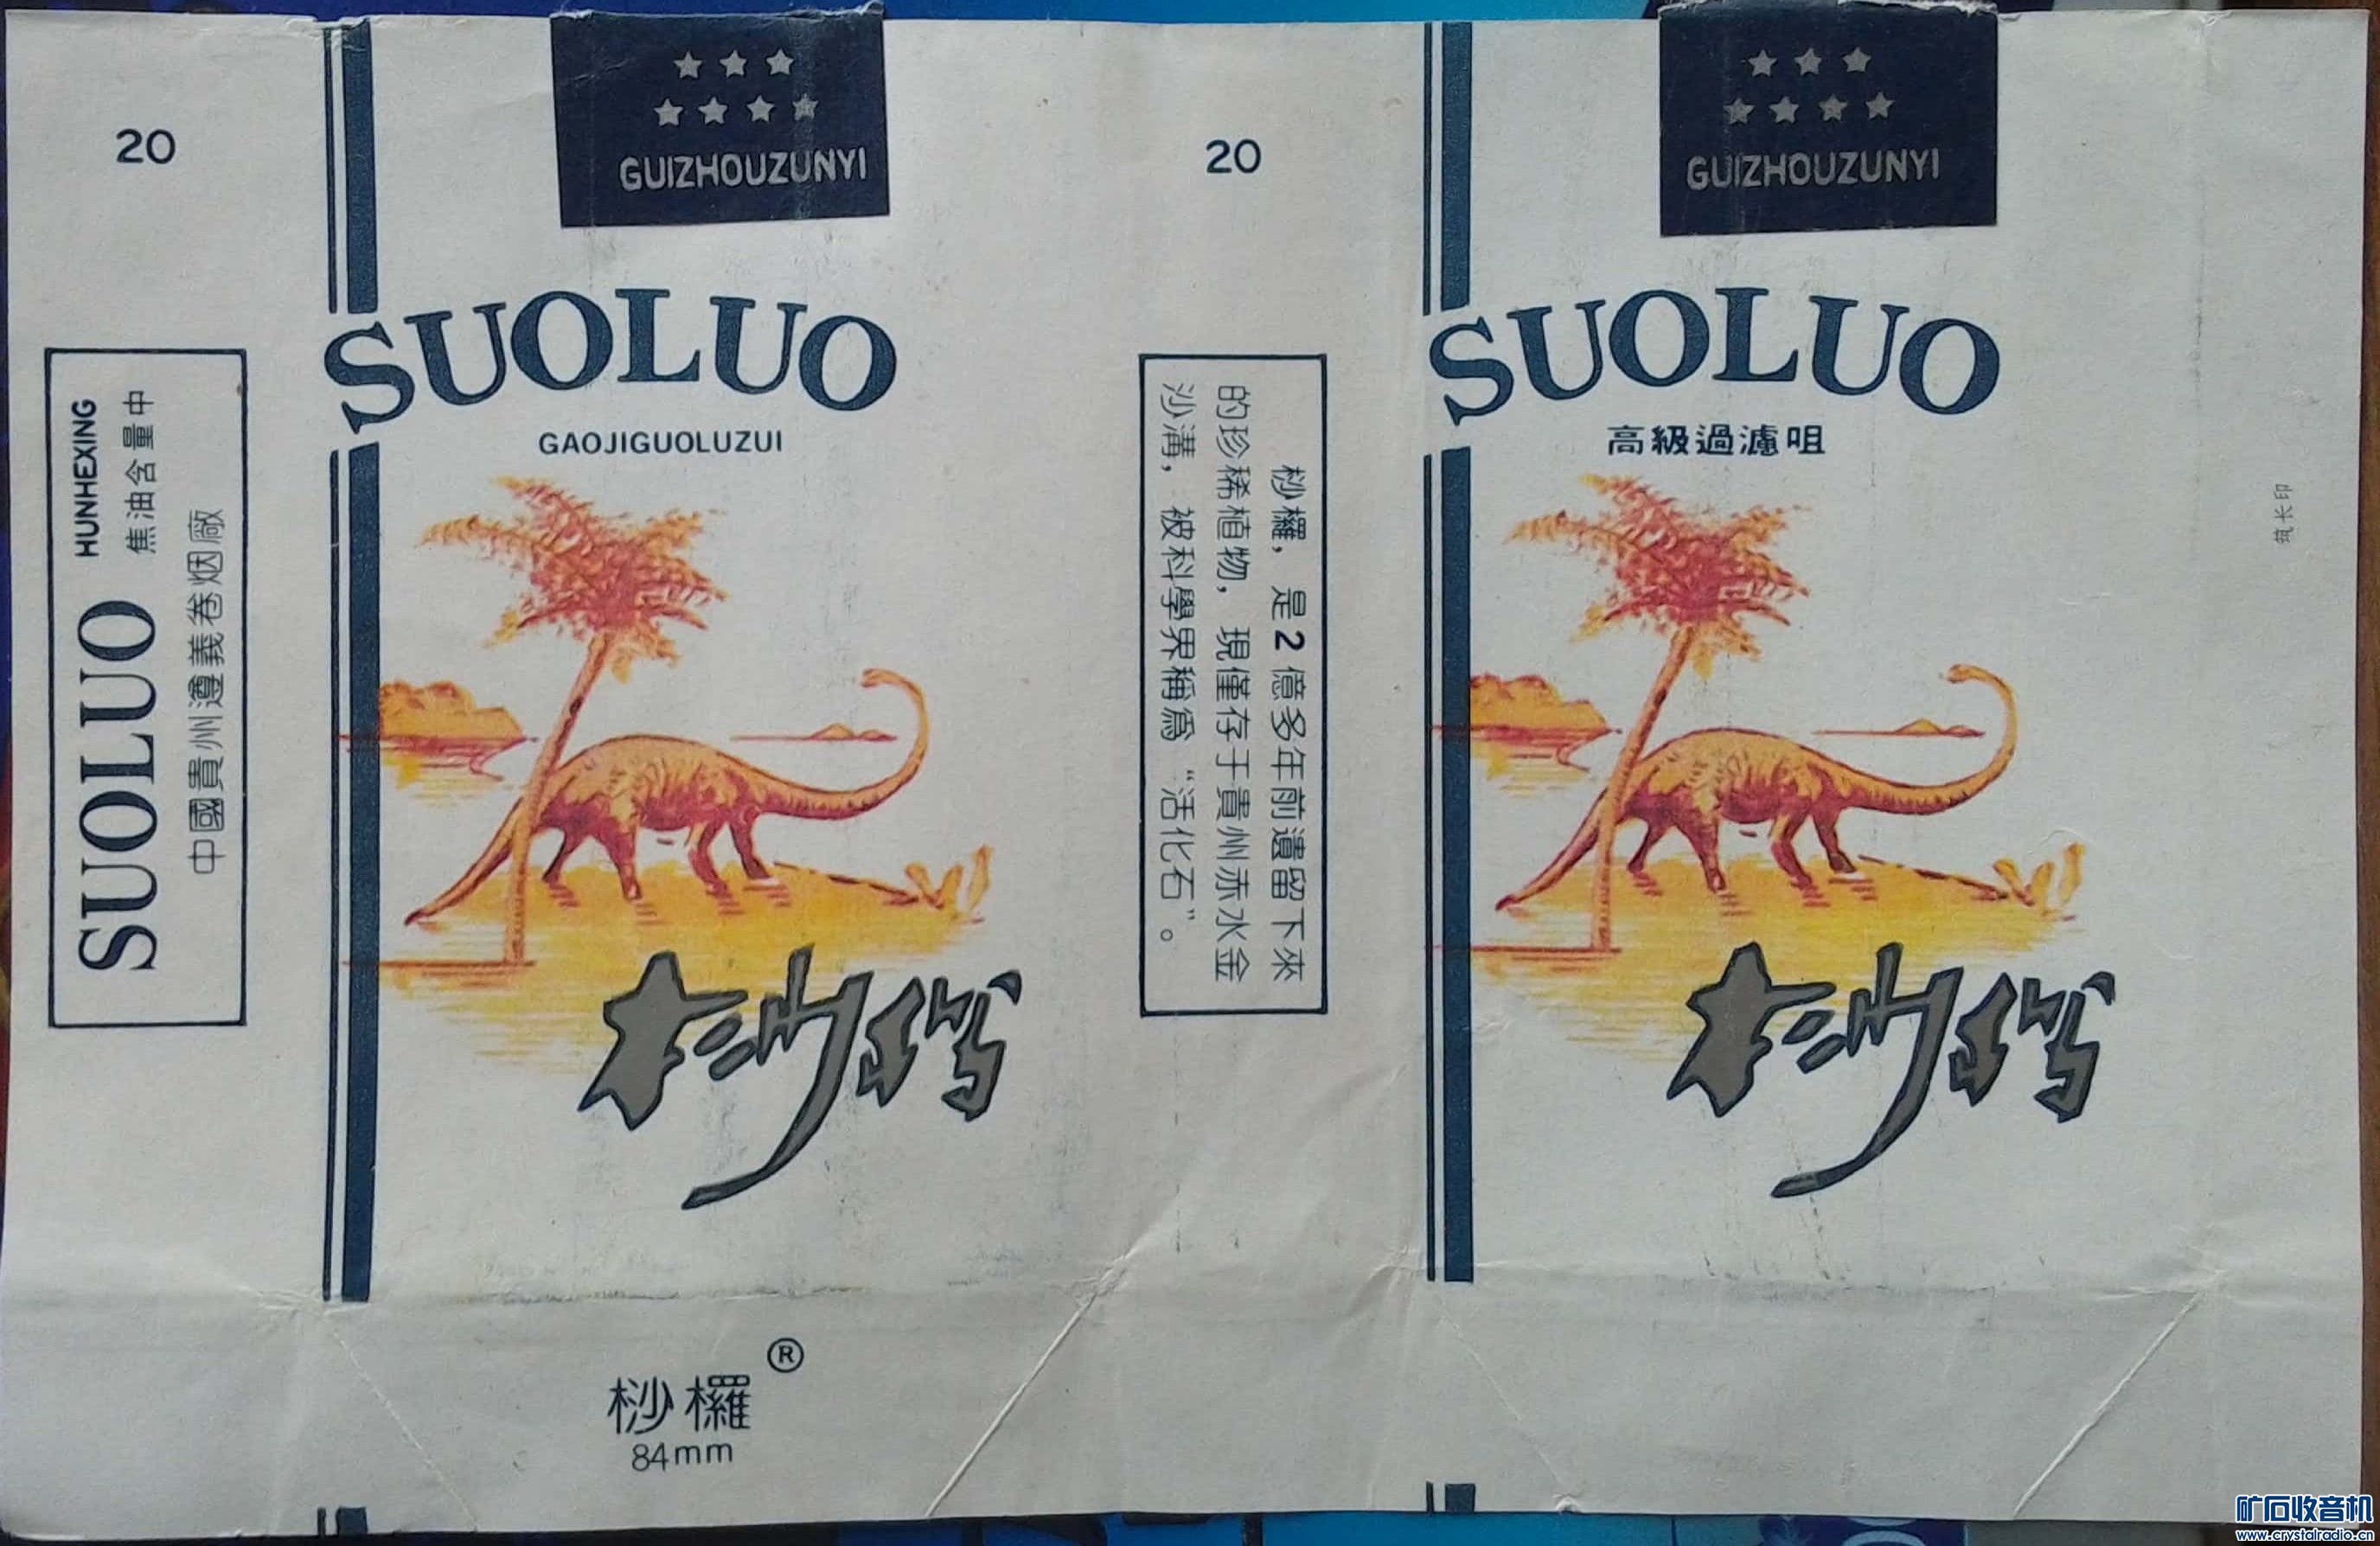 20
SUOLUO HUNHEXING
焦油含量中
中國貴州遵義卷烟廠
GUIZHOUZUNYI
SUOLUO
GAOJIGUOLUZUI
桫欏
桫欏®
84mm
20
桫欏，是2億多年前遺留下來
的珍稀植物，現僅存于貴州赤水金
沙溝，被科學界稱爲“活化石”。
GUIZHOUZUNYI
SUOLUO
高級過濾咀
桫欏
筑长印
矿石收音机
www.crystalradio.cn